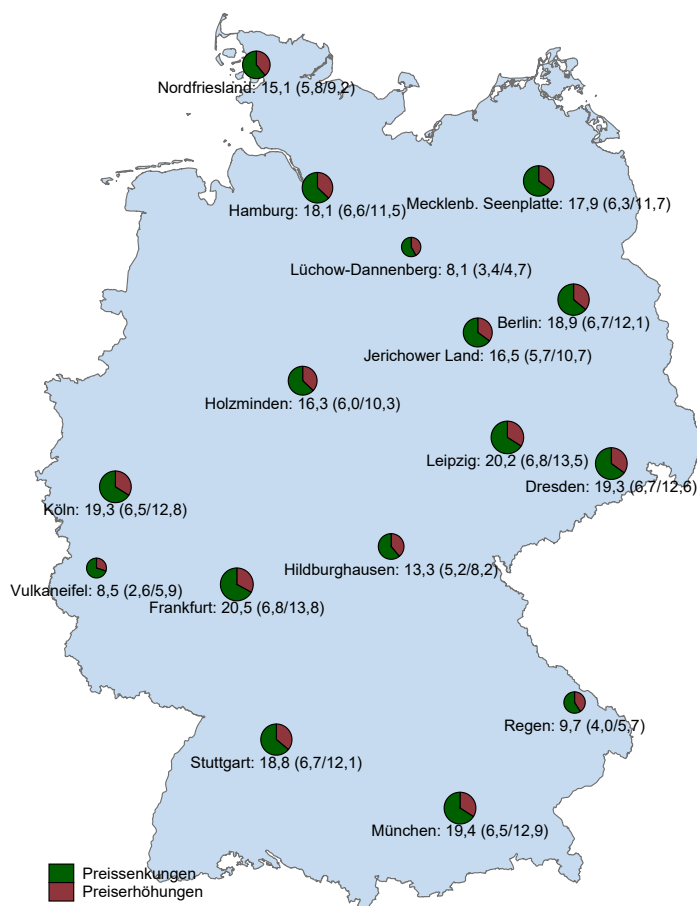 Nordfriesland: 15,1 (5,8/9,2)
Hamburg: 18,1 (6,6/11,5)
Mecklenb. Seenplatte: 17,9 (6,3/11,7)
Lüchow-Dannenberg: 8,1 (3,4/4,7)
Berlin: 18,9 (6,7/12,1)
Jerichower Land: 16,5 (5,7/10,7)
Holzminden: 16,3 (6,0/10,3)
Leipzig: 20,2 (6,8/13,5)
Dresden: 19,3 (6,7/12,6)
Köln: 19,3 (6,5/12,8)
Hildburghausen: 13,3 (5,2/8,2)
Vulkaneifel: 8,5 (2,6/5,9)
Frankfurt: 20,5 (6,8/13,8)
Regen: 9,7 (4,0/5,7)
Stuttgart: 18,8 (6,7/12,1)
München: 19,4 (6,5/12,9)
Preissenkungen
Preiserhöhungen